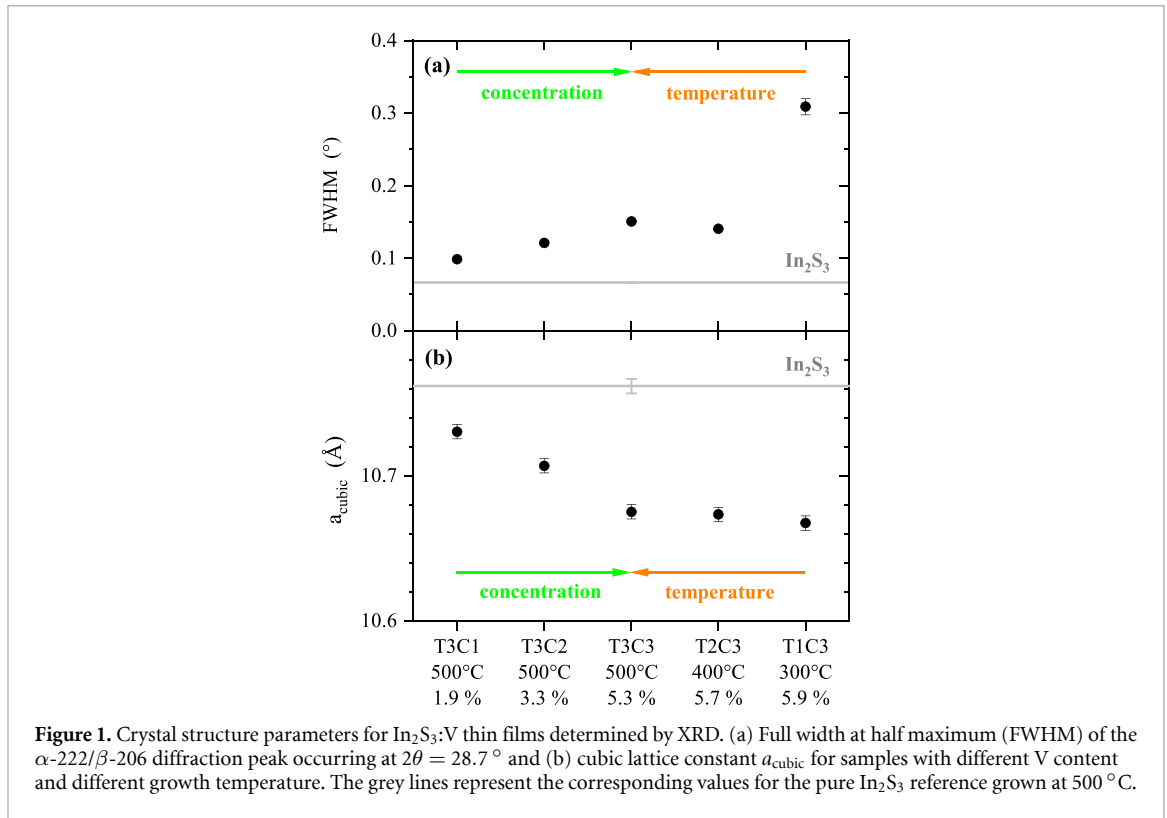 0.4
(a)
concentration
temperature
0.3
FWHM (°)
0.2
0.1
In₂S₃
0.0
(b)
In₂S₃
a_cubic (Å)
10.7
concentration
temperature
10.6
T3C1 T3C2 T3C3 T2C3 T1C3
500°C 500°C 500°C 400°C 300°C
1.9 % 3.3 % 5.3 % 5.7 % 5.9 %
Figure 1. Crystal structure parameters for In₂S₃:V thin films determined by XRD. (a) Full width at half maximum (FWHM) of the
α-222/β-206 diffraction peak occurring at 2θ = 28.7 ° and (b) cubic lattice constant a_cubic for samples with different V content
and different growth temperature. The grey lines represent the corresponding values for the pure In₂S₃ reference grown at 500 °C.